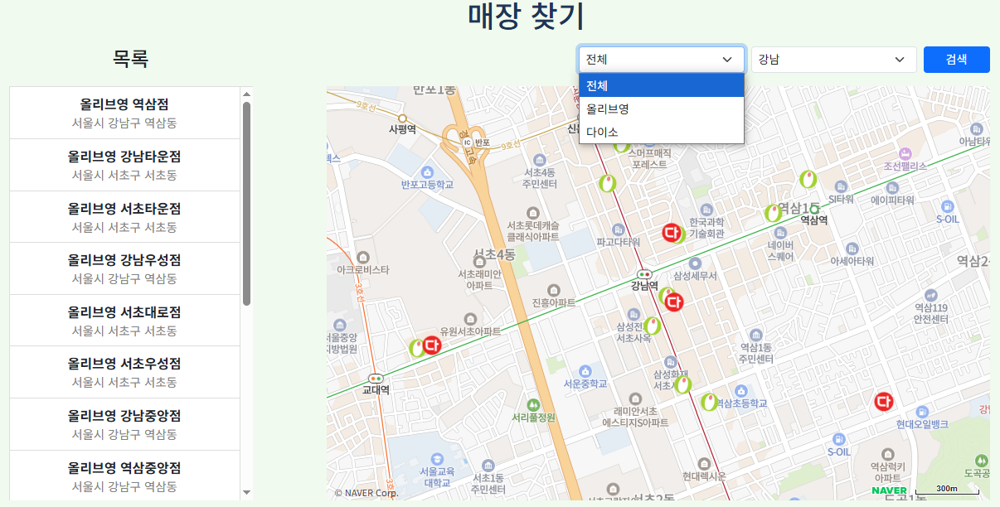 매장 찾기
목록
전체
강남
검색
전체
올리브영
다이소
올리브영 역삼점
서울시 강남구 역삼동
올리브영 강남타운점
서울시 서초구 서초동
올리브영 서초타운점
서울시 서초구 서초동
올리브영 강남우성점
서울시 강남구 역삼동
올리브영 서초대로점
서울시 서초구 서초동
올리브영 서초우성점
서울시 서초구 서초동
올리브영 강남중앙점
서울시 강남구 역삼동
올리브영 역삼중앙점
서울시 강남구 역삼동
반포1동
9호선
사평역
IC 반포
9호선
반포고등학교
서초4동
주민센터
스머프매직
포레스트
조선팰리스
SI타워
에이피타워
역삼1동
역삼역
S-OIL
서초롯데캐슬
클래식아파트
파고다타워
다
한국과학
기술회관
네이버
스퀘어
아세아타워
역삼2
아크로비스타
서초4동
서초래미안
아파트
강남역
삼성세무서
3호선
진흥아파트
다
역삼119
안전센터
유원서초아파트
서초사옥
다
역삼1동
주민센터
교대역
서운중학교
삼성화재
역삼초등학교
서리풀정원
래미안서초
에스티지S아파트
다
현대오일뱅크
S-OIL
서울교육
대학교
서초1동
주민센터
현대렉시온
역삼럭키
아파트
© NAVER Corp.
NAVER
300m